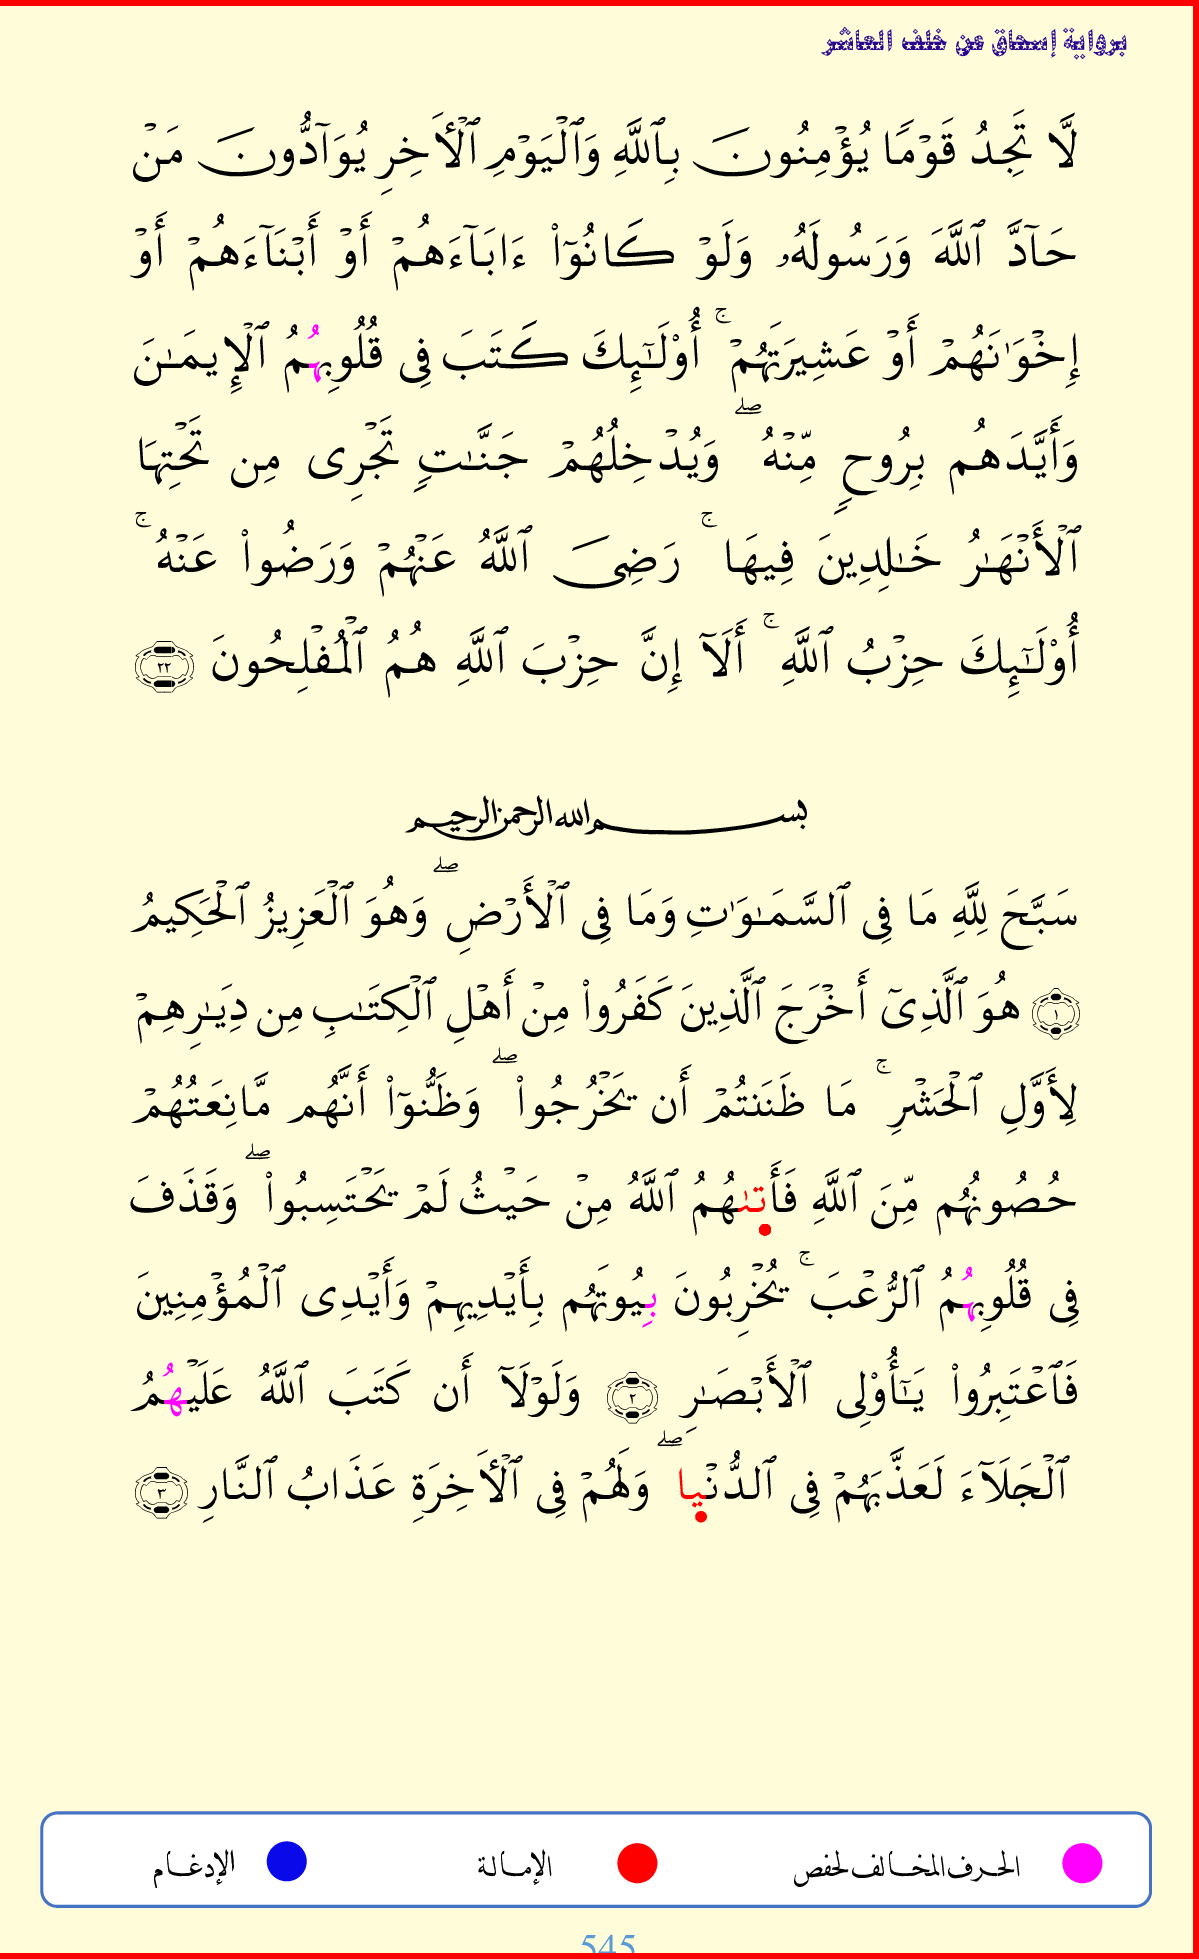 برواية إسحاق عن خلف العاشر
لَّا تَجِدُ قَوْمًا يُؤْمِنُونَ بِٱللَّهِ وَٱلْيَوْمِ ٱلْأَخِرِ يُوَآدُّونَ مَنْ
حَآدَّ ٱللَّهَ وَرَسُولَهُۥ وَلَوْ كَانُوٓا۟ ءَابَآءَهُمْ أَوْ أَبْنَآءَهُمْ أَوْ
إِخْوَٰنَهُمْ أَوْ عَشِيرَتَهُمْ ۚ أُو۟لَـٰٓئِكَ كَتَبَ فِى قُلُوبِهُمُ ٱلْإِيمَـٰنَ
وَأَيَّدَهُم بِرُوحٍ مِّنْهُ ۖ وَيُدْخِلُهُمْ جَنَّـٰتٍ تَجْرِى مِن تَحْتِهَا
ٱلْأَنْهَـٰرُ خَـٰلِدِينَ فِيهَا ۚ رَضِىَ ٱللَّهُ عَنْهُمْ وَرَضُوا۟ عَنْهُ ۚ
أُو۟لَـٰٓئِكَ حِزْبُ ٱللَّهِ ۚ أَلَآ إِنَّ حِزْبَ ٱللَّهِ هُمُ ٱلْمُفْلِحُونَ ٢٢
بسم الله الرحمن الرحيم
سَبَّحَ لِلَّهِ مَا فِى ٱلسَّمَـٰوَٰتِ وَمَا فِى ٱلْأَرْضِ ۖ وَهُوَ ٱلْعَزِيزُ ٱلْحَكِيمُ
١ هُوَ ٱلَّذِىٓ أَخْرَجَ ٱلَّذِينَ كَفَرُوا۟ مِنْ أَهْلِ ٱلْكِتَـٰبِ مِن دِيَـٰرِهِمْ
لِأَوَّلِ ٱلْحَشْرِ ۚ مَا ظَنَنتُمْ أَن يَخْرُجُوا۟ ۖ وَظَنُّوٓا۟ أَنَّهُم مَّانِعَتُهُمْ
حُصُونُهُم مِّنَ ٱللَّهِ فَأَتَىٰهُمُ ٱللَّهُ مِنْ حَيْثُ لَمْ يَحْتَسِبُوا۟ ۖ وَقَذَفَ
فِى قُلُوبِهُمُ ٱلرُّعْبَ ۚ يُخْرِبُونَ بِيُوتَهُم بِأَيْدِيهِمْ وَأَيْدِى ٱلْمُؤْمِنِينَ
فَٱعْتَبِرُوا۟ يَـٰٓأُو۟لِى ٱلْأَبْصَـٰرِ ٢ وَلَوْلَآ أَن كَتَبَ ٱللَّهُ عَلَيْهُمُ
ٱلْجَلَآءَ لَعَذَّبَهُمْ فِى ٱلدُّنْيا ۖ وَلَهُمْ فِى ٱلْأَخِرَةِ عَذَابُ ٱلنَّارِ ٣
الحرف المخالف لحفص الإمالة الإدغام
545